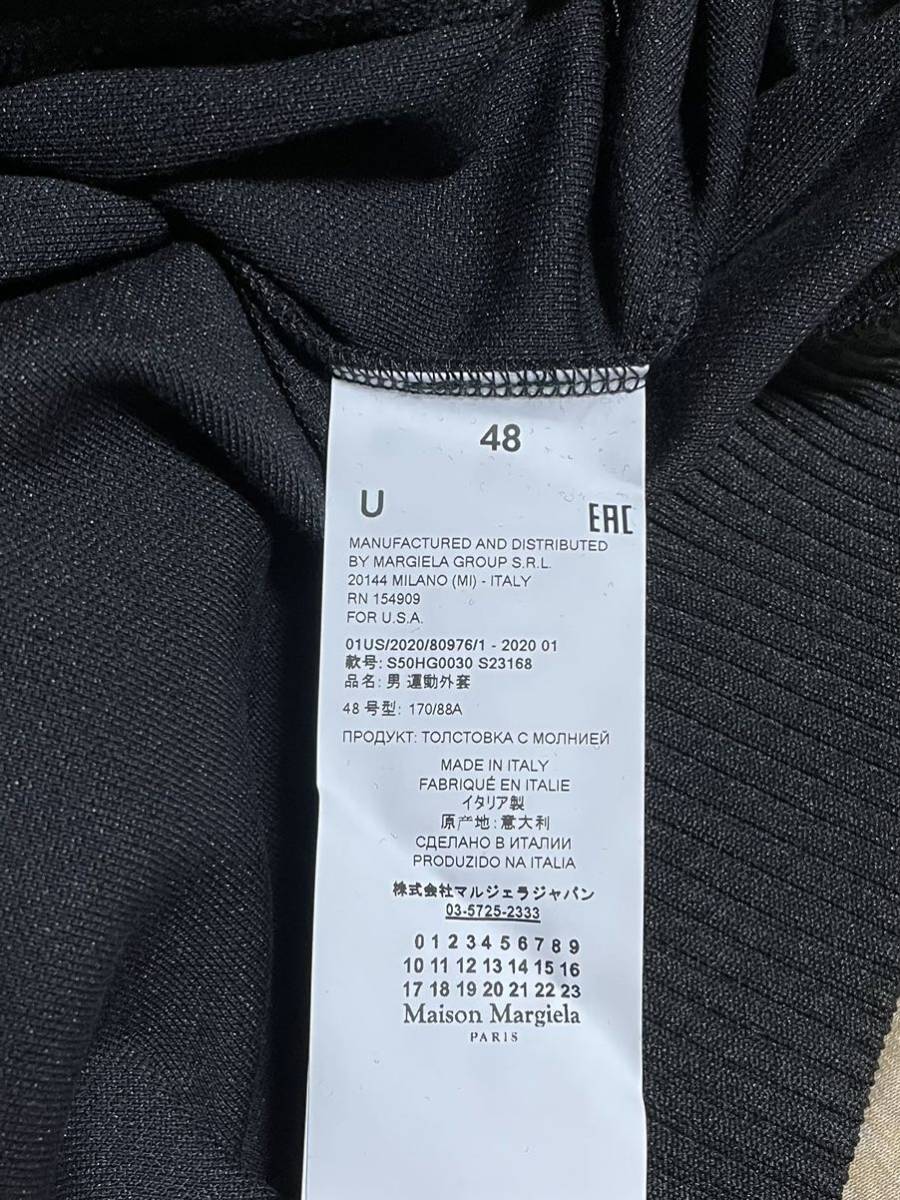 48
U
EAC
MANUFACTURED AND DISTRIBUTED
BY MARGIELA GROUP S.R.L.
20144 MILANO (MI) - ITALY
RN 154909
FOR U.S.A.
01US/2020/80976/1 - 2020 01
款号: S50HG0030 S23168
品名: 男 運動外套
48 号型: 170/88A
ПРОДУКТ: ТОЛСТОВКА С МОЛНИЕЙ
MADE IN ITALY
FABRIQUÉ EN ITALIE
イタリア製
原产地: 意大利
СДЕЛАНО В ИТАЛИИ
PRODUZIDO NA ITALIA
株式会社マルジェラジャパン
03-5725-2333
0 1 2 3 4 5 6 7 8 9
10 11 12 13 14 15 16
17 18 19 20 21 22 23
Maison Margiela
PARIS